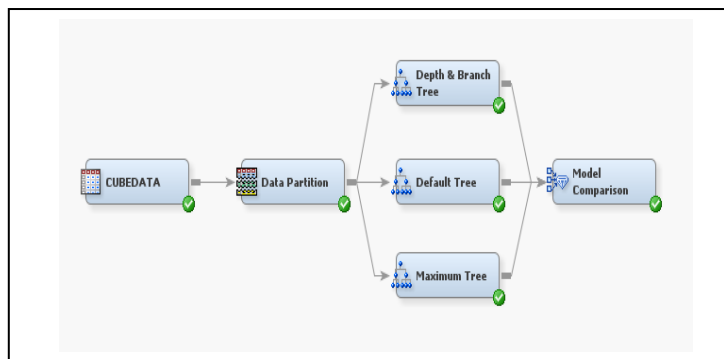 CUBEDATA
Data Partition
Depth & Branch
Tree
Default Tree
Maximum Tree
Model
Comparison